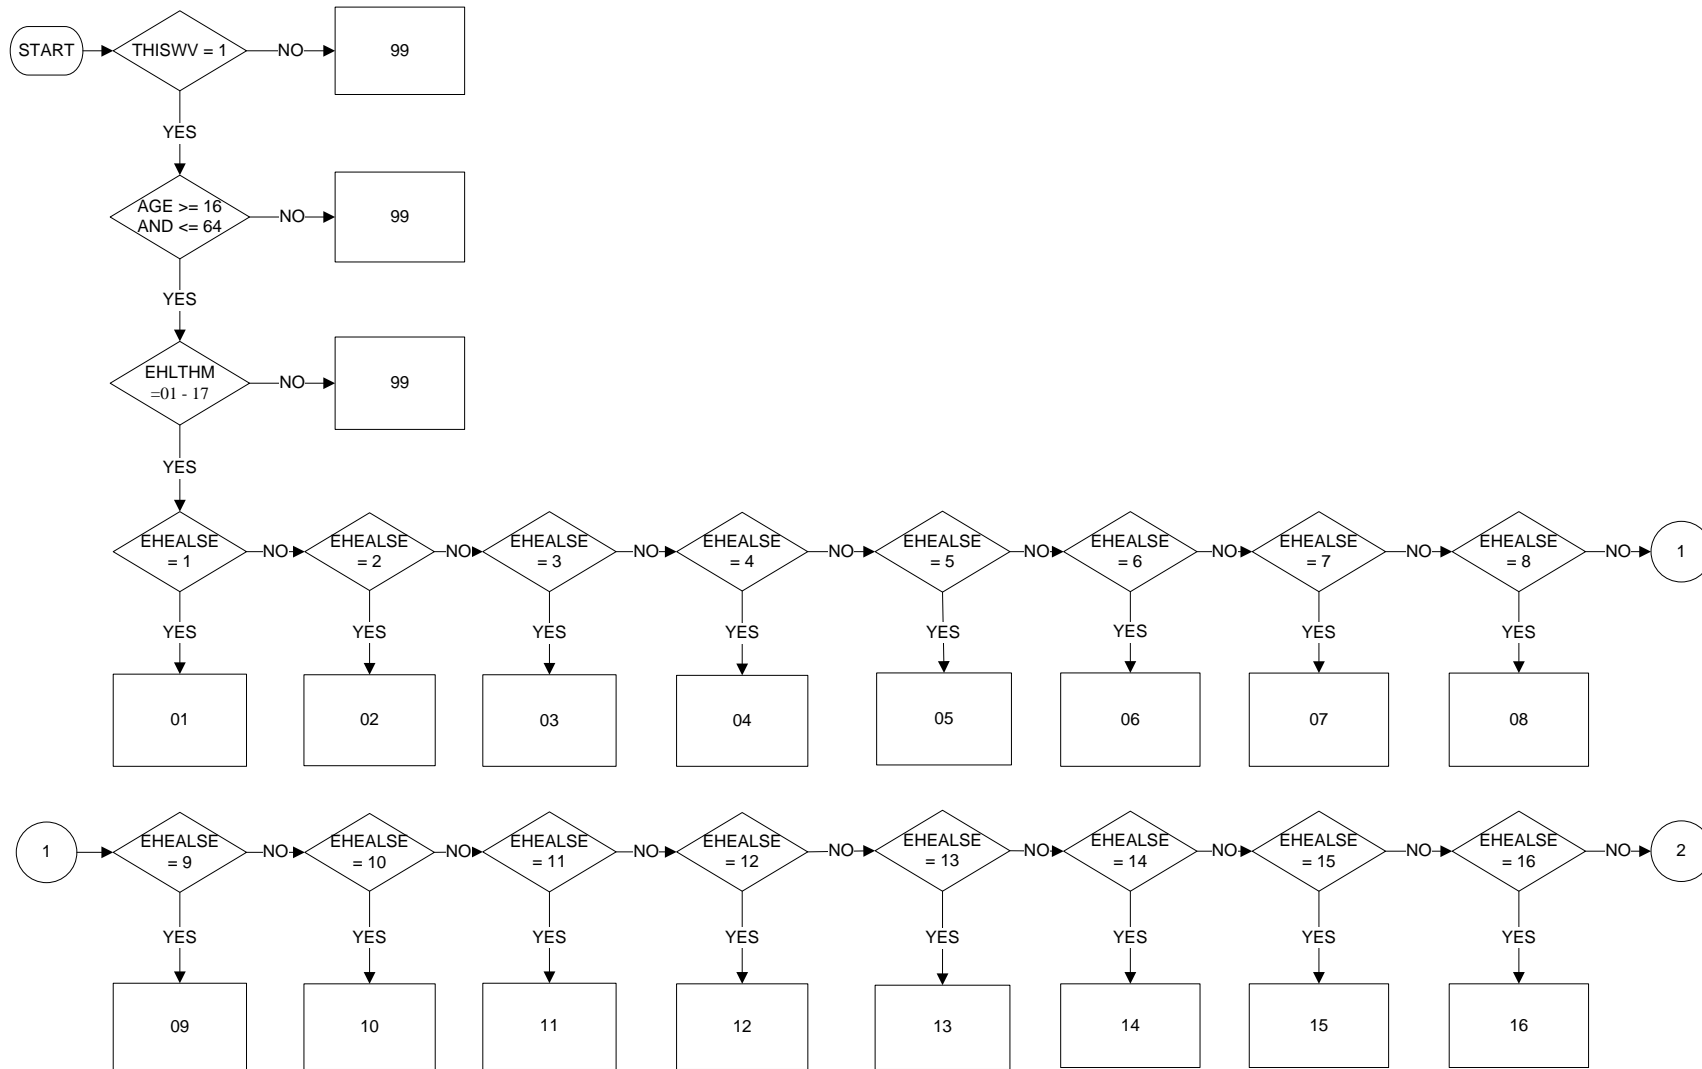 START
THISWV = 1
NO
99
YES
AGE >= 16
AND <= 64
NO
99
YES
EHLTHM
=01 - 17
NO
99
YES
EHEALSE
= 1
NO
EHEALSE
= 2
NO
EHEALSE
= 3
NO
EHEALSE
= 4
NO
EHEALSE
= 5
NO
EHEALSE
= 6
NO
EHEALSE
= 7
NO
EHEALSE
= 8
NO
1
YES
YES
YES
YES
YES
YES
YES
YES
01
02
03
04
05
06
07
08
1
EHEALSE
= 9
NO
EHEALSE
= 10
NO
EHEALSE
= 11
NO
EHEALSE
= 12
NO
EHEALSE
= 13
NO
EHEALSE
= 14
NO
EHEALSE
= 15
NO
EHEALSE
= 16
NO
2
YES
YES
YES
YES
YES
YES
YES
YES
09
10
11
12
13
14
15
16